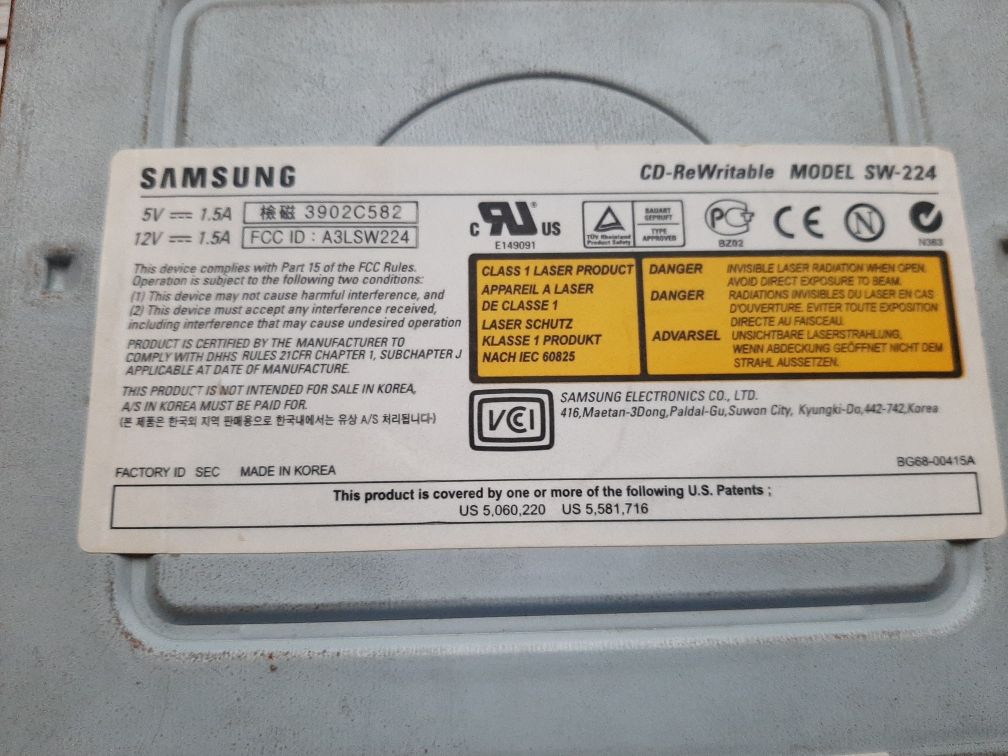 SAMSUNG
CD-ReWritable MODEL SW-224
5V ⎓ 1.5A
檢磁 3902C582
12V ⎓ 1.5A
FCC ID : A3LSW224
C RU® US
E149091
TÜV Rheinland
Product Safety
BAUART
GEPRUFT
TYPE
APPROVED
PCT
BZ02
CE
N
N363
This device complies with Part 15 of the FCC Rules.
Operation is subject to the following two conditions:
(1) This device may not cause harmful interference, and
(2) This device must accept any interference received,
including interference that may cause undesired operation
PRODUCT IS CERTIFIED BY THE MANUFACTURER TO
COMPLY WITH DHHS RULES 21CFR CHAPTER 1, SUBCHAPTER J
APPLICABLE AT DATE OF MANUFACTURE.
THIS PRODUCT IS NOT INTENDED FOR SALE IN KOREA,
A/S IN KOREA MUST BE PAID FOR.
(본 제품은 한국외 지역 판매용으로 한국내에서는 유상 A/S 처리됩니다)
CLASS 1 LASER PRODUCT
APPAREIL A LASER
DE CLASSE 1
LASER SCHUTZ
KLASSE 1 PRODUKT
NACH IEC 60825
DANGER INVISIBLE LASER RADIATION WHEN OPEN.
AVOID DIRECT EXPOSURE TO BEAM.
DANGER RADIATIONS INVISIBLES DU LASER EN CAS
D'OUVERTURE. EVITER TOUTE EXPOSITION
DIRECTE AU FAISCEAU.
ADVARSEL UNSICHTBARE LASERSTRAHLUNG,
WENN ABDECKUNG GEÖFFNET NICHT DEM
STRAHL AUSSETZEN.
VCI
SAMSUNG ELECTRONICS CO., LTD.
416,Maetan-3Dong,Paldal-Gu,Suwon City, Kyungki-Do,442-742,Korea
BG68-00415A
FACTORY ID SEC MADE IN KOREA
This product is covered by one or more of the following U.S. Patents ;
US 5,060,220 US 5,581,716